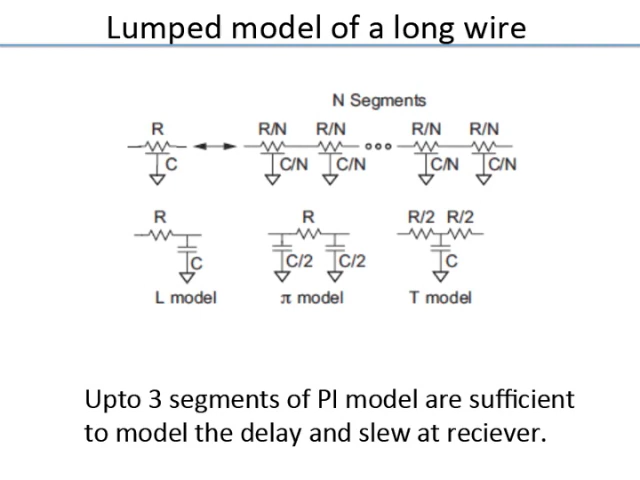 Lumped model of a long wire
N Segments
R R/N R/N R/N R/N
C C/N C/N C/N C/N
R R R/2 R/2
C C/2 C/2 C
L model π model T model
Upto 3 segments of PI model are sufficient
to model the delay and slew at reciever.